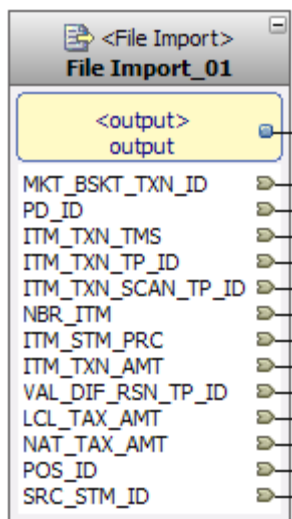 <File Import>
File Import_01
<output>
output
MKT_BSKT_TXN_ID
PD_ID
ITM_TXN_TMS
ITM_TXN_TP_ID
ITM_TXN_SCAN_TP_ID
NBR_ITM
ITM_STM_PRC
ITM_TXN_AMT
VAL_DIF_RSN_TP_ID
LCL_TAX_AMT
NAT_TAX_AMT
POS_ID
SRC_STM_ID